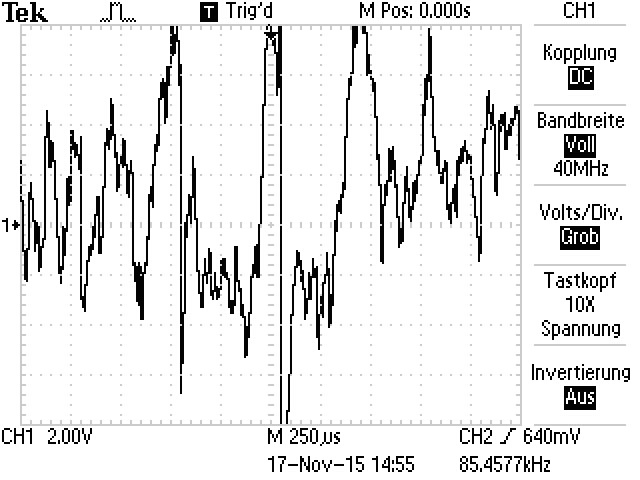 Tek T Trig'd M Pos: 0.000s CH1
Kopplung
DC
Bandbreite
Voll
40MHz
1
Volts/Div.
Grob
Tastkopf
10X
Spannung
Invertierung
Aus
CH1 2.00V M 250µs CH2 640mV
17-Nov-15 14:55 85.4577kHz